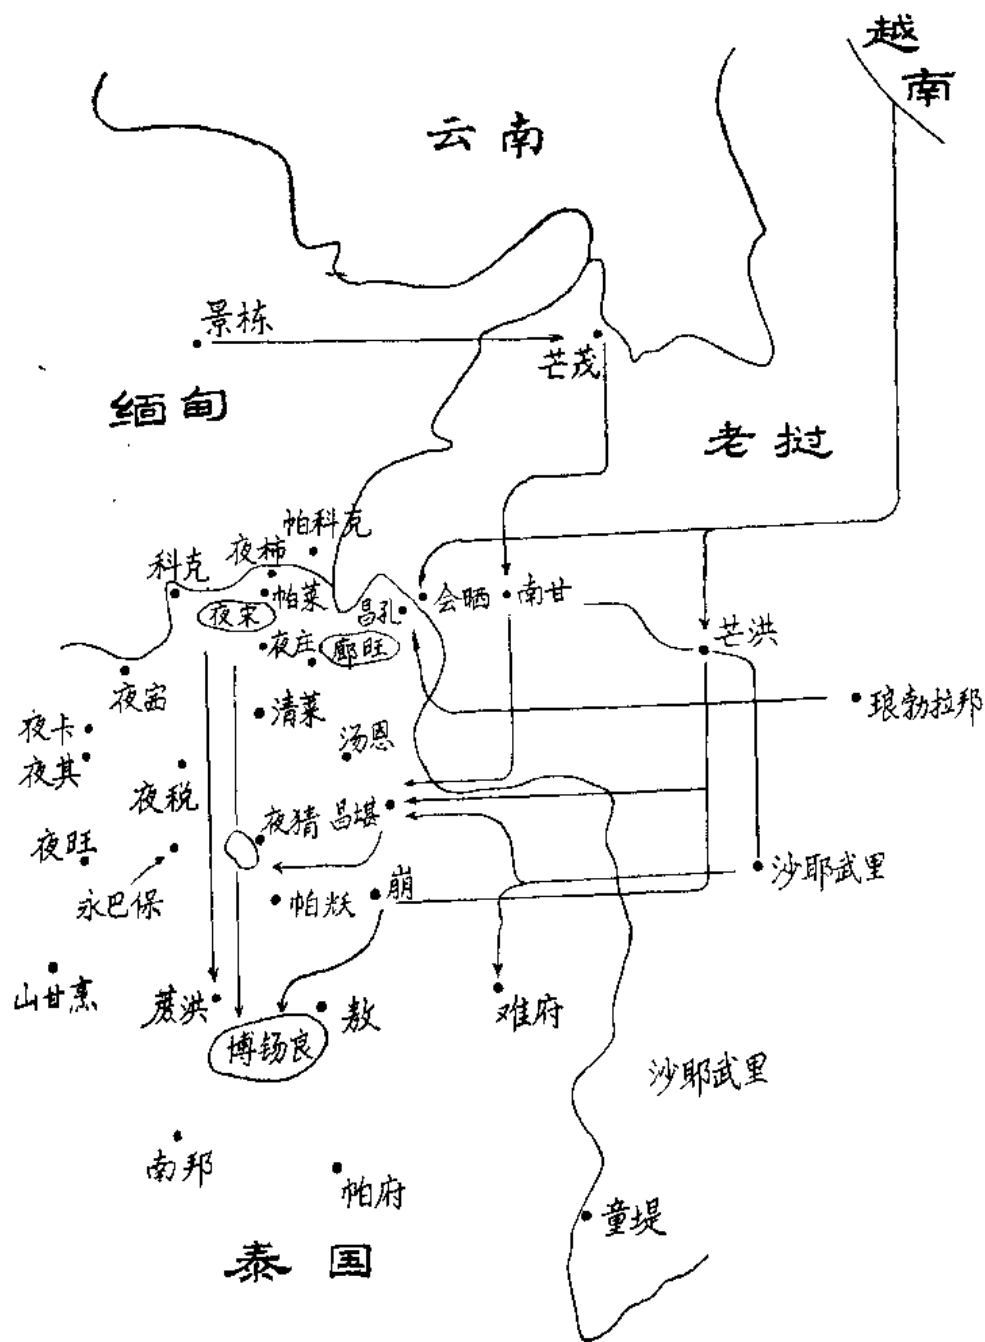 越
南
云南
景栋
芒茂
缅甸
老挝
帕科克
夜柿
科克
帕莱
夜宋
昌孔
会晒
南甘
芒洪
夜庄
廊旺
夜畓
清莱
琅勃拉邦
夜卡
汤恩
夜其
夜税
夜猜
昌堪
夜旺
沙耶武里
永巴保
帕妖
崩
山甘烹
蓘洪
敖
难府
博钖良
沙耶武里
南邦
帕府
童堤
泰国